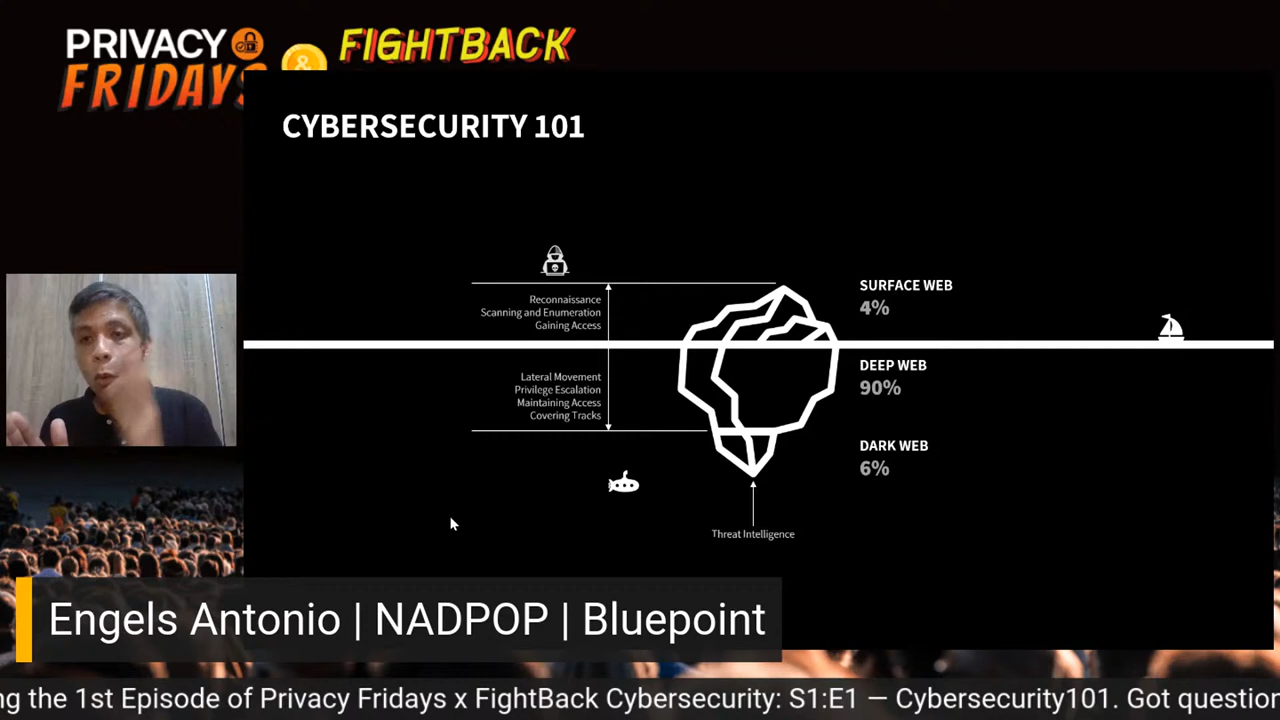 PRIVACY
FRIDAYS
&
FIGHTBACK
CYBERSECURITY 101
Reconnaissance
Scanning and Enumeration
Gaining Access
Lateral Movement
Privilege Escalation
Maintaining Access
Covering Tracks
SURFACE WEB
4%
DEEP WEB
90%
DARK WEB
6%
Threat Intelligence
Engels Antonio | NADPOP | Bluepoint
ng the 1st Episode of Privacy Fridays x FightBack Cybersecurity: S1:E1 — Cybersecurity101. Got question